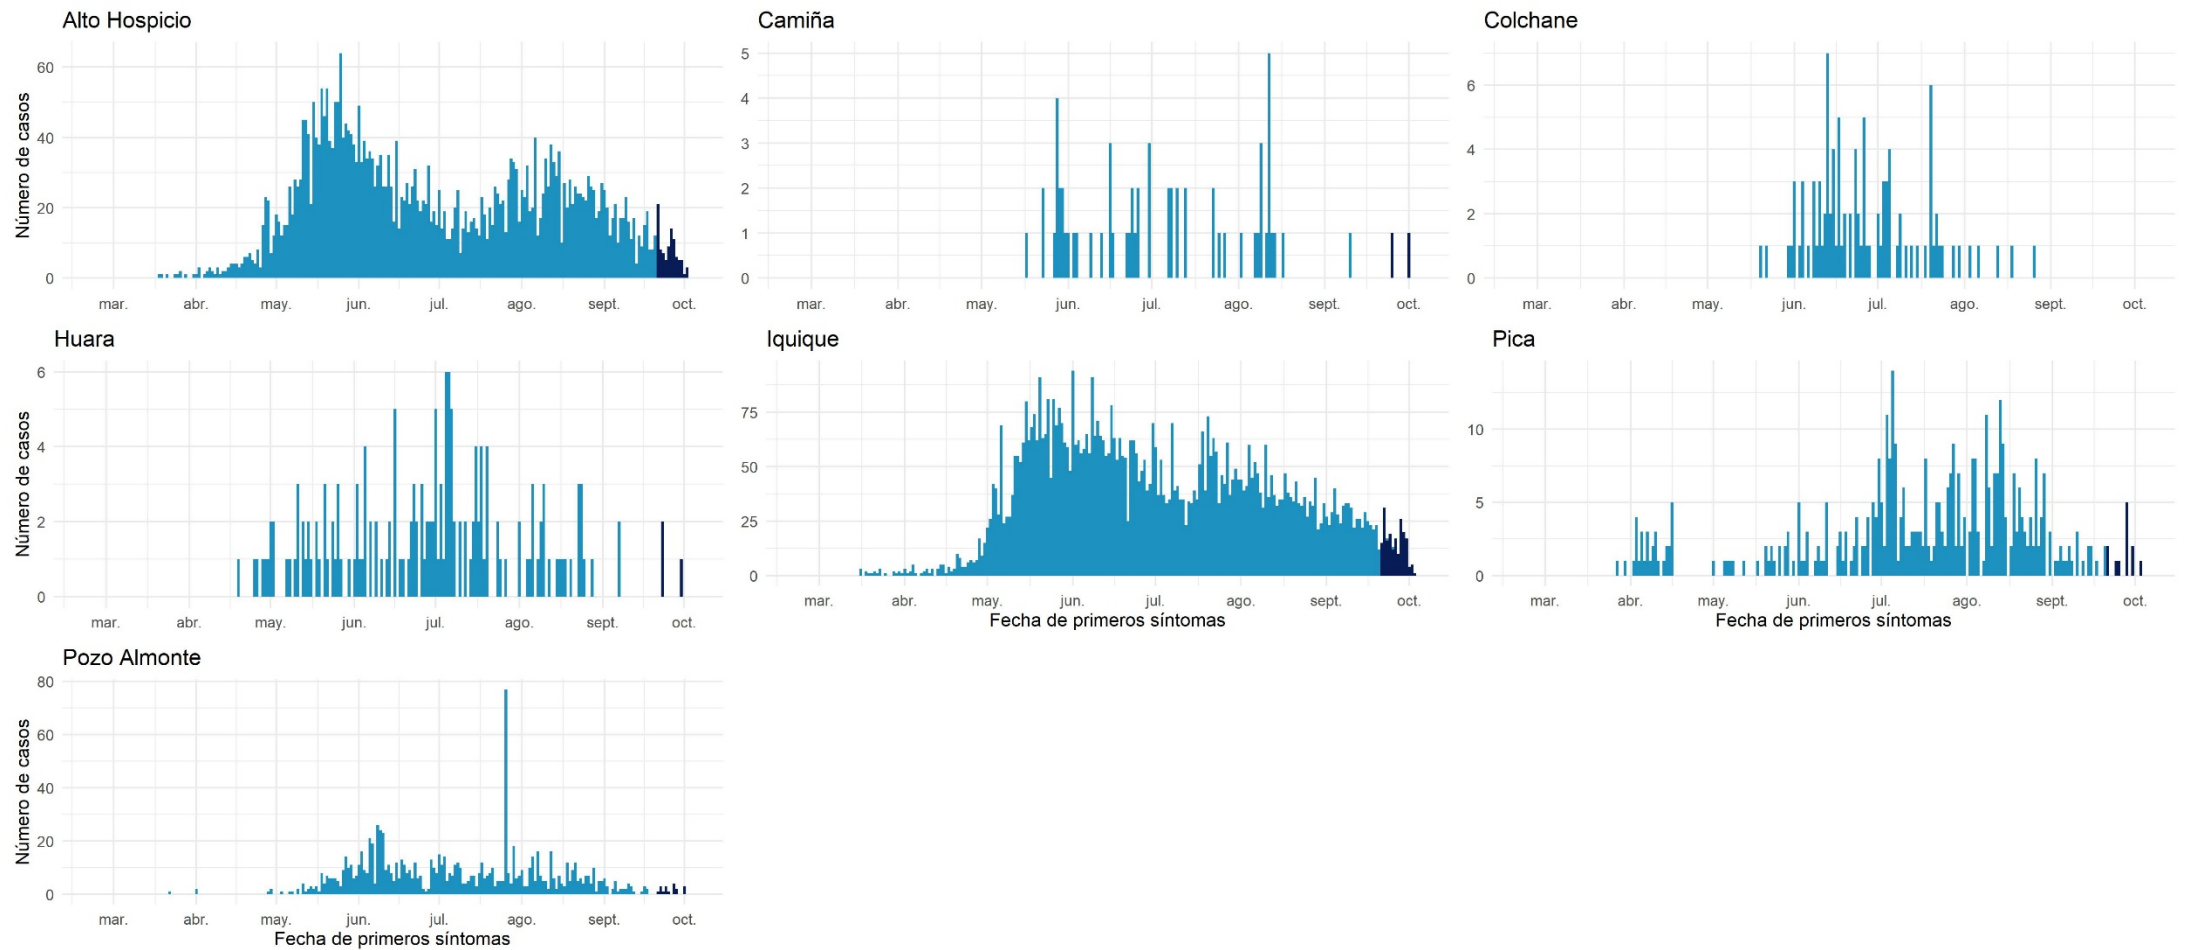 Alto Hospicio
Número de casos
60
40
20
0
mar. abr. may. jun. jul. ago. sept. oct.
Camiña
5
4
3
2
1
0
mar. abr. may. jun. jul. ago. sept. oct.
Colchane
6
4
2
0
mar. abr. may. jun. jul. ago. sept. oct.
Huara
Número de casos
6
4
2
0
mar. abr. may. jun. jul. ago. sept. oct.
Iquique
75
50
25
0
mar. abr. may. jun. jul. ago. sept. oct.
Fecha de primeros síntomas
Pica
10
5
0
mar. abr. may. jun. jul. ago. sept. oct.
Fecha de primeros síntomas
Pozo Almonte
Número de casos
80
60
40
20
0
mar. abr. may. jun. jul. ago. sept. oct.
Fecha de primeros síntomas